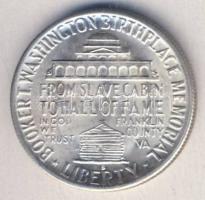 BOOKER T. WASHINGTON BIRTHPLACE MEMORIAL
FROM SLAVE CABIN
TO HALL OF FAME
IN GOD FRANKLIN
WE COUNTY
TRUST VA.
· LIBERTY ·